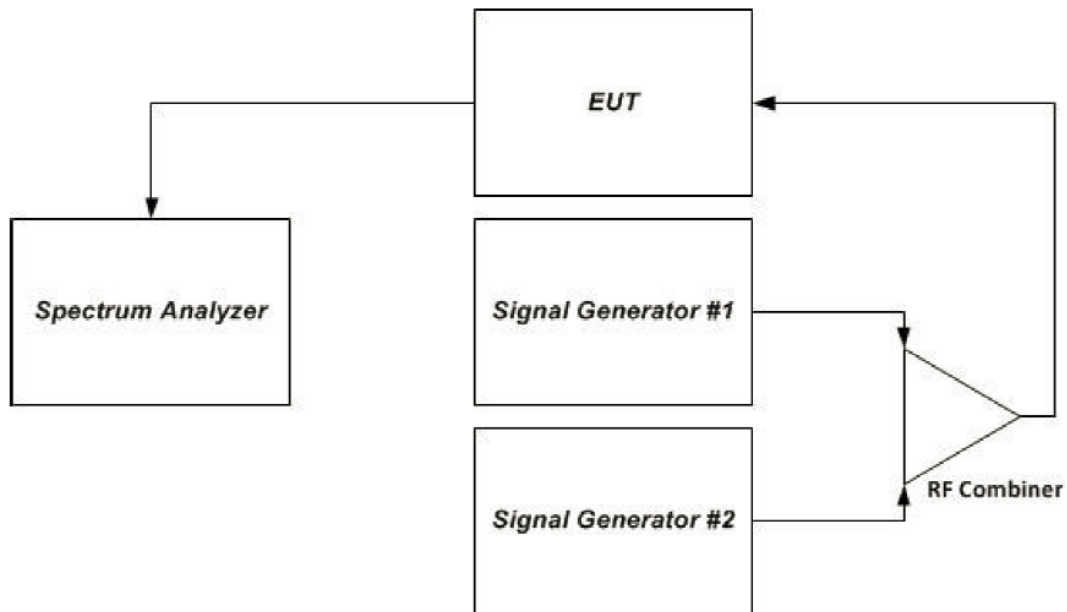 EUT
Spectrum Analyzer
Signal Generator #1
RF Combiner
Signal Generator #2